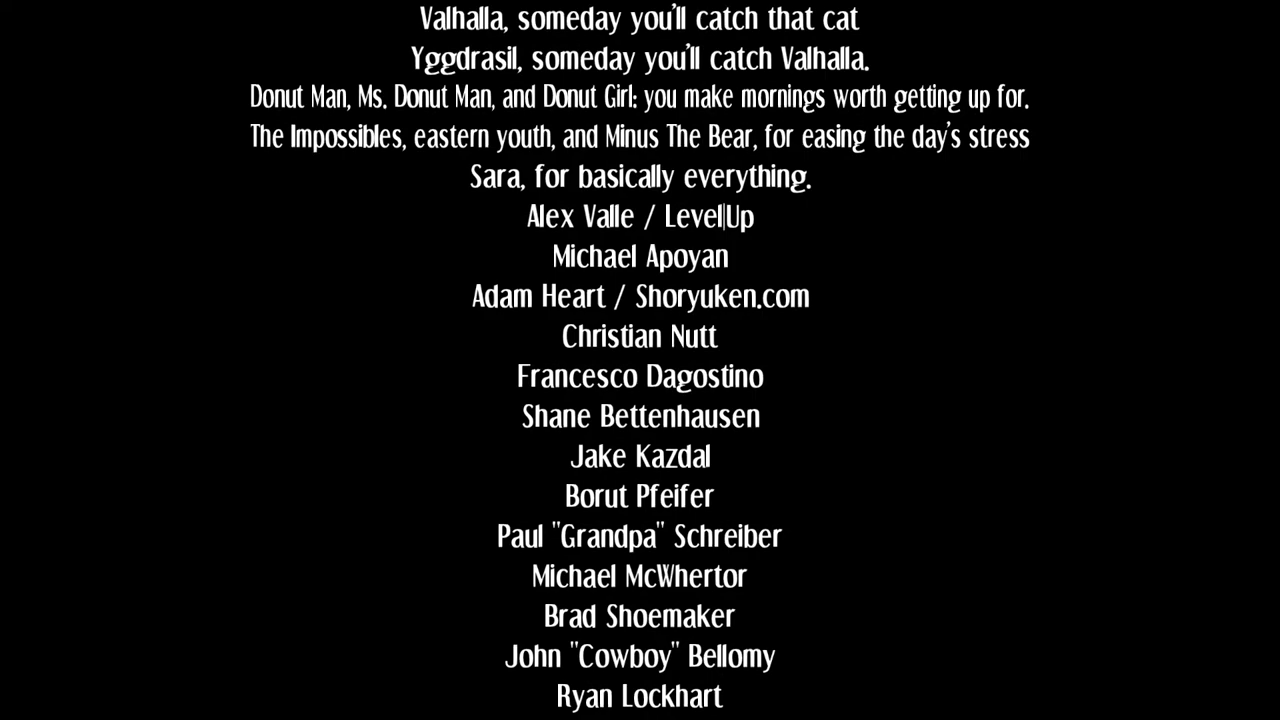 Valhalla, someday you'll catch that cat
Yggdrasil, someday you'll catch Valhalla.
Donut Man, Ms. Donut Man, and Donut Girl: you make mornings worth getting up for.
The Impossibles, eastern youth, and Minus The Bear, for easing the day's stress
Sara, for basically everything.
Alex Valle / Level|Up
Michael Apoyan
Adam Heart / Shoryuken.com
Christian Nutt
Francesco Dagostino
Shane Bettenhausen
Jake Kazdal
Borut Pfeifer
Paul "Grandpa" Schreiber
Michael McWhertor
Brad Shoemaker
John "Cowboy" Bellomy
Ryan Lockhart